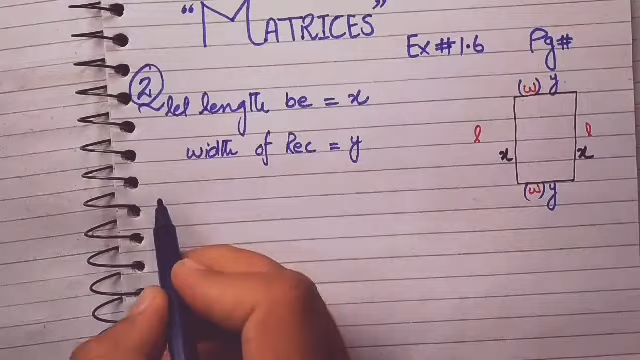 "MATRICES"
Ex # 1.6 Pg #
② let length be = x
width of Rec = y
(w) y
l l
x x
(w) y